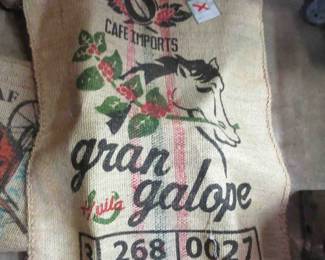 CAFE IMPORTS
gran
Huila
galope
3 268 0027